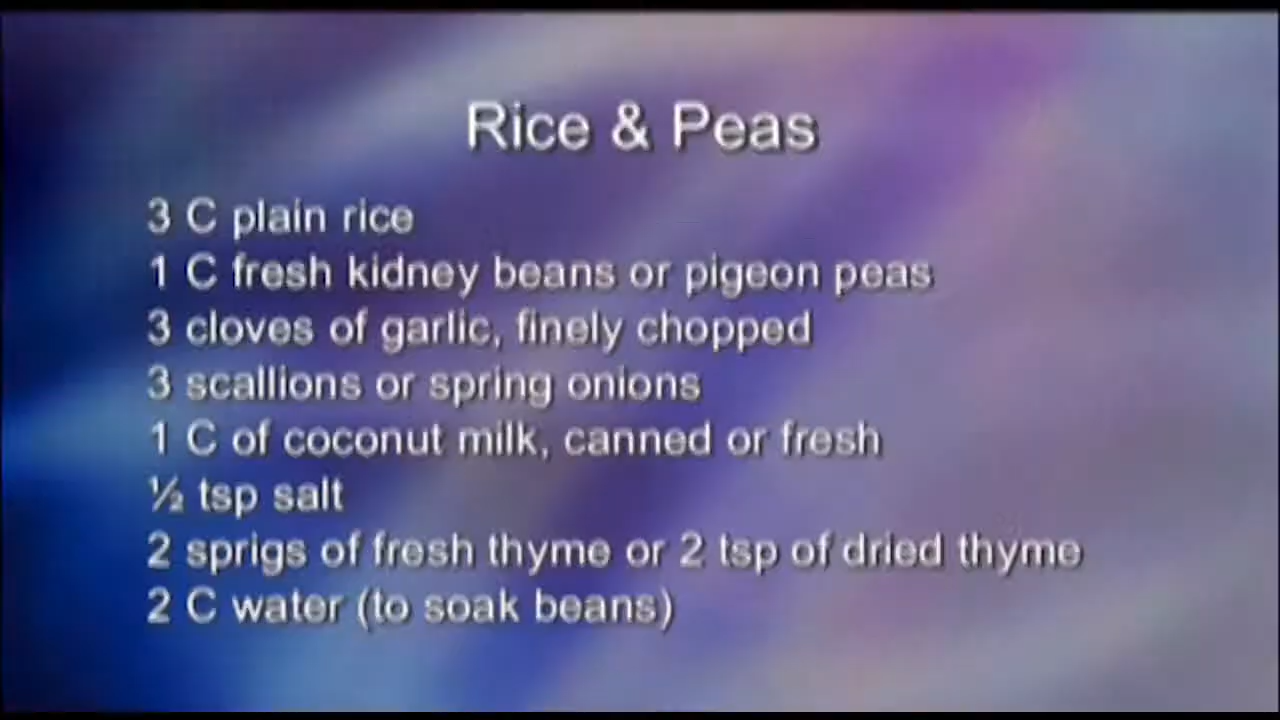 Rice & Peas
3 C plain rice
1 C fresh kidney beans or pigeon peas
3 cloves of garlic, finely chopped
3 scallions or spring onions
1 C of coconut milk, canned or fresh
½ tsp salt
2 sprigs of fresh thyme or 2 tsp of dried thyme
2 C water (to soak beans)